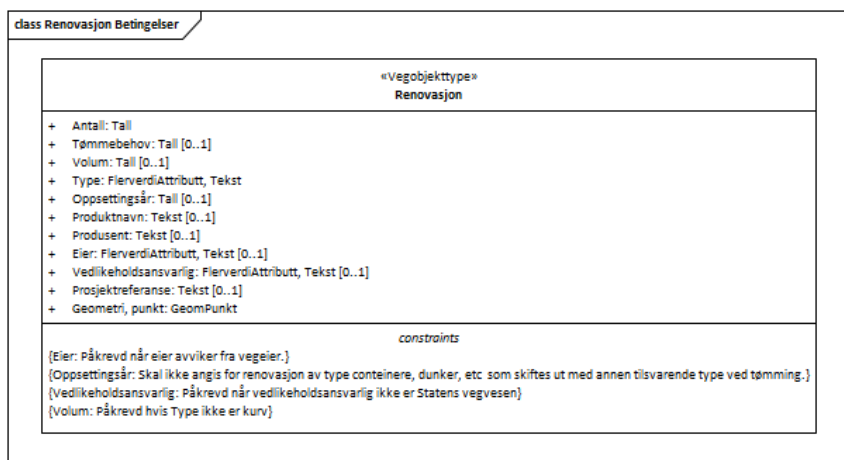 class Renovasjon Betingelser
«Vegobjekttype»
Renovasjon
+ Antall: Tall
+ Tømmebehov: Tall [0..1]
+ Volum: Tall [0..1]
+ Type: FlerverdiAttributt, Tekst
+ Oppsettingsår: Tall [0..1]
+ Produktnavn: Tekst [0..1]
+ Produsent: Tekst [0..1]
+ Eier: FlerverdiAttributt, Tekst [0..1]
+ Vedlikeholdsansvarlig: FlerverdiAttributt, Tekst [0..1]
+ Prosjektreferanse: Tekst [0..1]
+ Geometri, punkt: GeomPunkt
constraints
{Eier: Påkrevd når eier avviker fra vegeier.}
{Oppsettingsår: Skal ikke angis for renovasjon av type conteinere, dunker, etc som skiftes ut med annen tilsvarende type ved tømming.}
{Vedlikeholdsansvarlig: Påkrevd når vedlikeholdsansvarlig ikke er Statens vegvesen}
{Volum: Påkrevd hvis Type ikke er kurv}